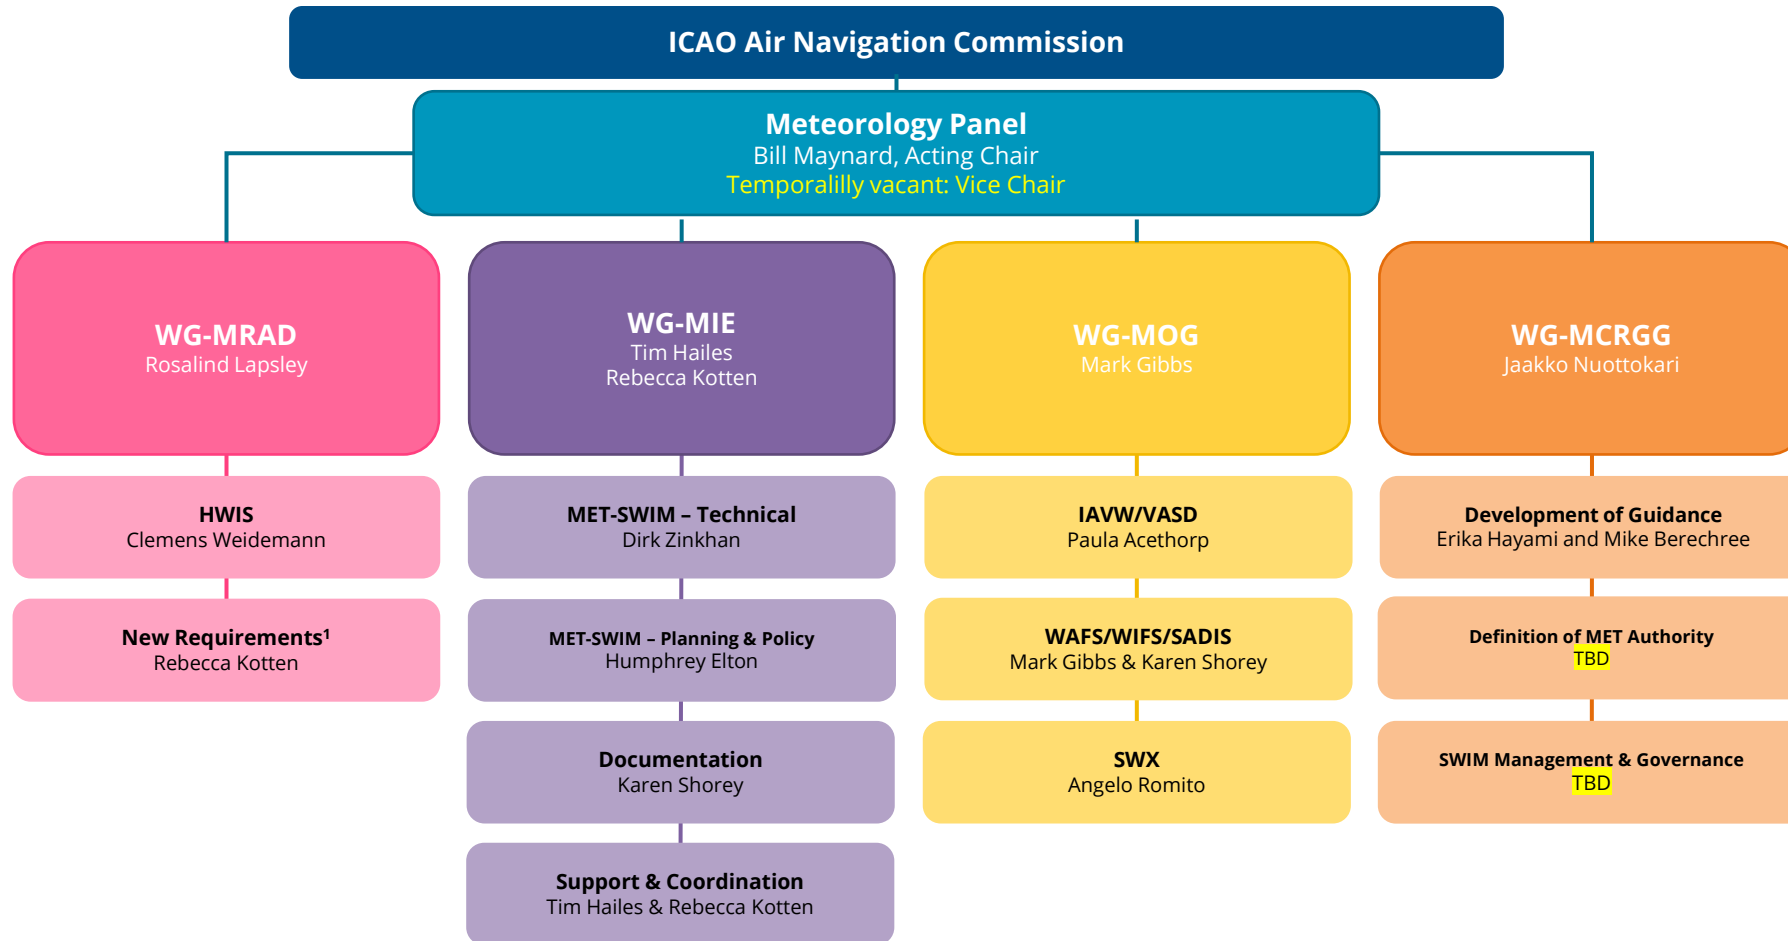 ICAO Air Navigation Commission
Meteorology Panel
Bill Maynard, Acting Chair
Temporalilly vacant: Vice Chair
WG-MRAD
Rosalind Lapsley
WG-MIE
Tim Hailes
Rebecca Kotten
WG-MOG
Mark Gibbs
WG-MCRGG
Jaakko Nuottokari
HWIS
Clemens Weidemann
MET-SWIM – Technical
Dirk Zinkhan
IAVW/VASD
Paula Acethorp
Development of Guidance
Erika Hayami and Mike Berechree
New Requirements¹
Rebecca Kotten
MET-SWIM – Planning & Policy
Humphrey Elton
WAFS/WIFS/SADIS
Mark Gibbs & Karen Shorey
Definition of MET Authority
TBD
Documentation
Karen Shorey
SWX
Angelo Romito
SWIM Management & Governance
TBD
Support & Coordination
Tim Hailes & Rebecca Kotten